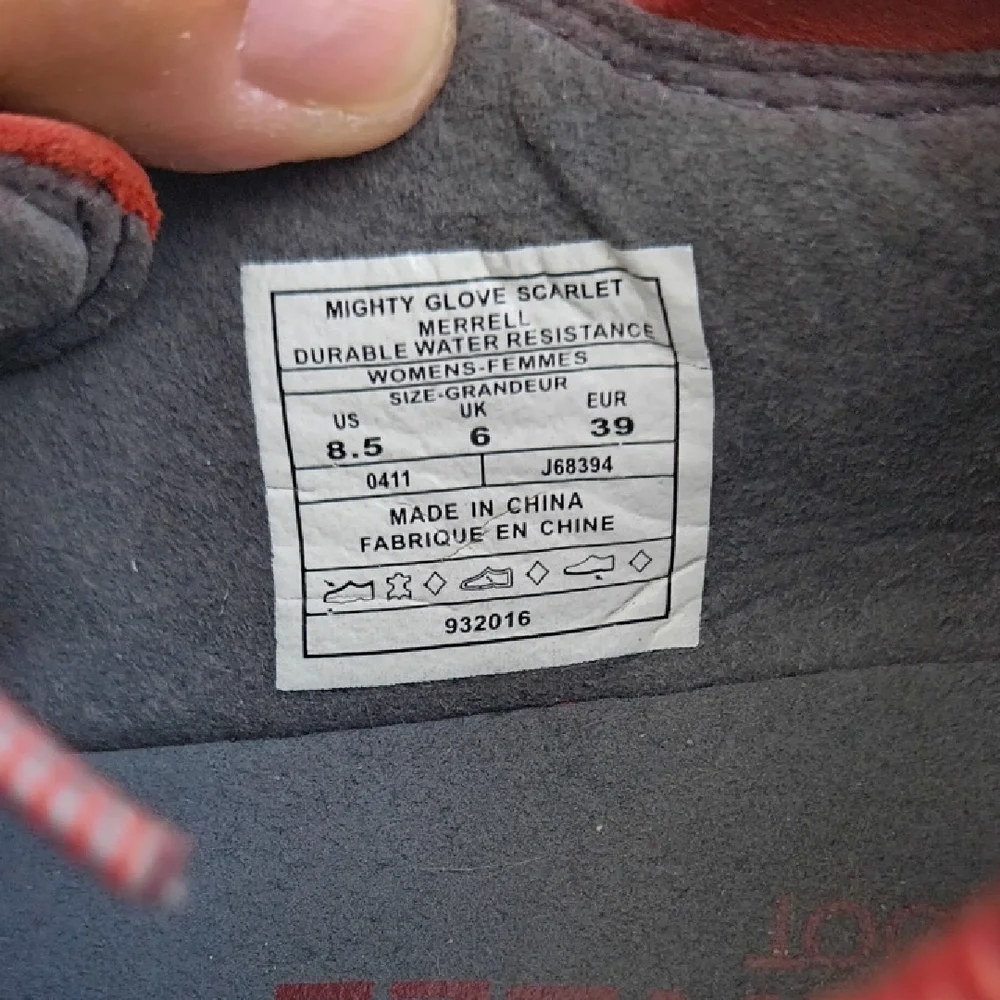 MIGHTY GLOVE SCARLET
MERRELL
DURABLE WATER RESISTANCE
WOMENS-FEMMES
SIZE-GRANDEUR
US UK EUR
8.5 6 39
0411 J68394
MADE IN CHINA
FABRIQUE EN CHINE
932016